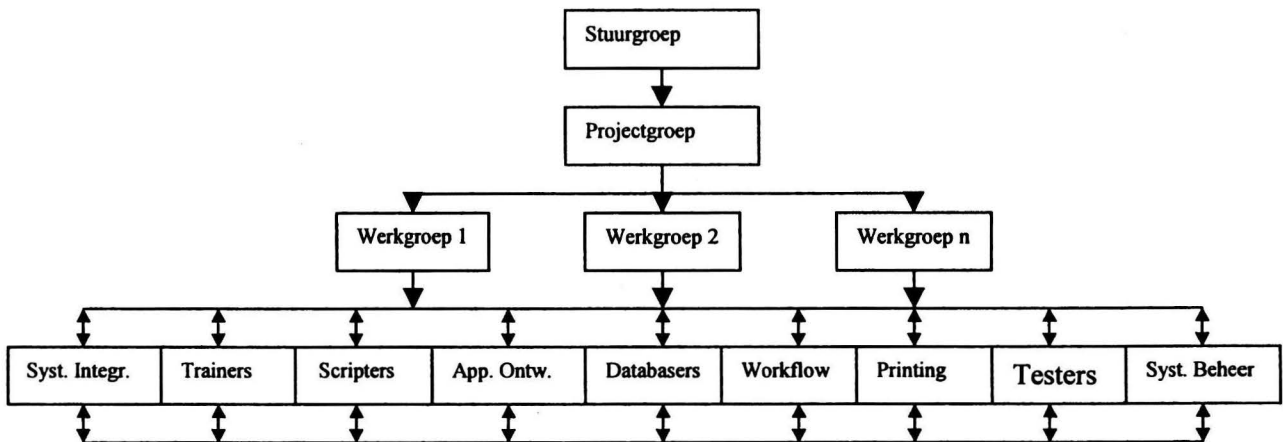 Stuurgroep
Projectgroep
Werkgroep 1
Werkgroep 2
Werkgroep n
Syst. Integr.
Trainers
Scripters
App. Ontw.
Databasers
Workflow
Printing
Testers
Syst. Beheer